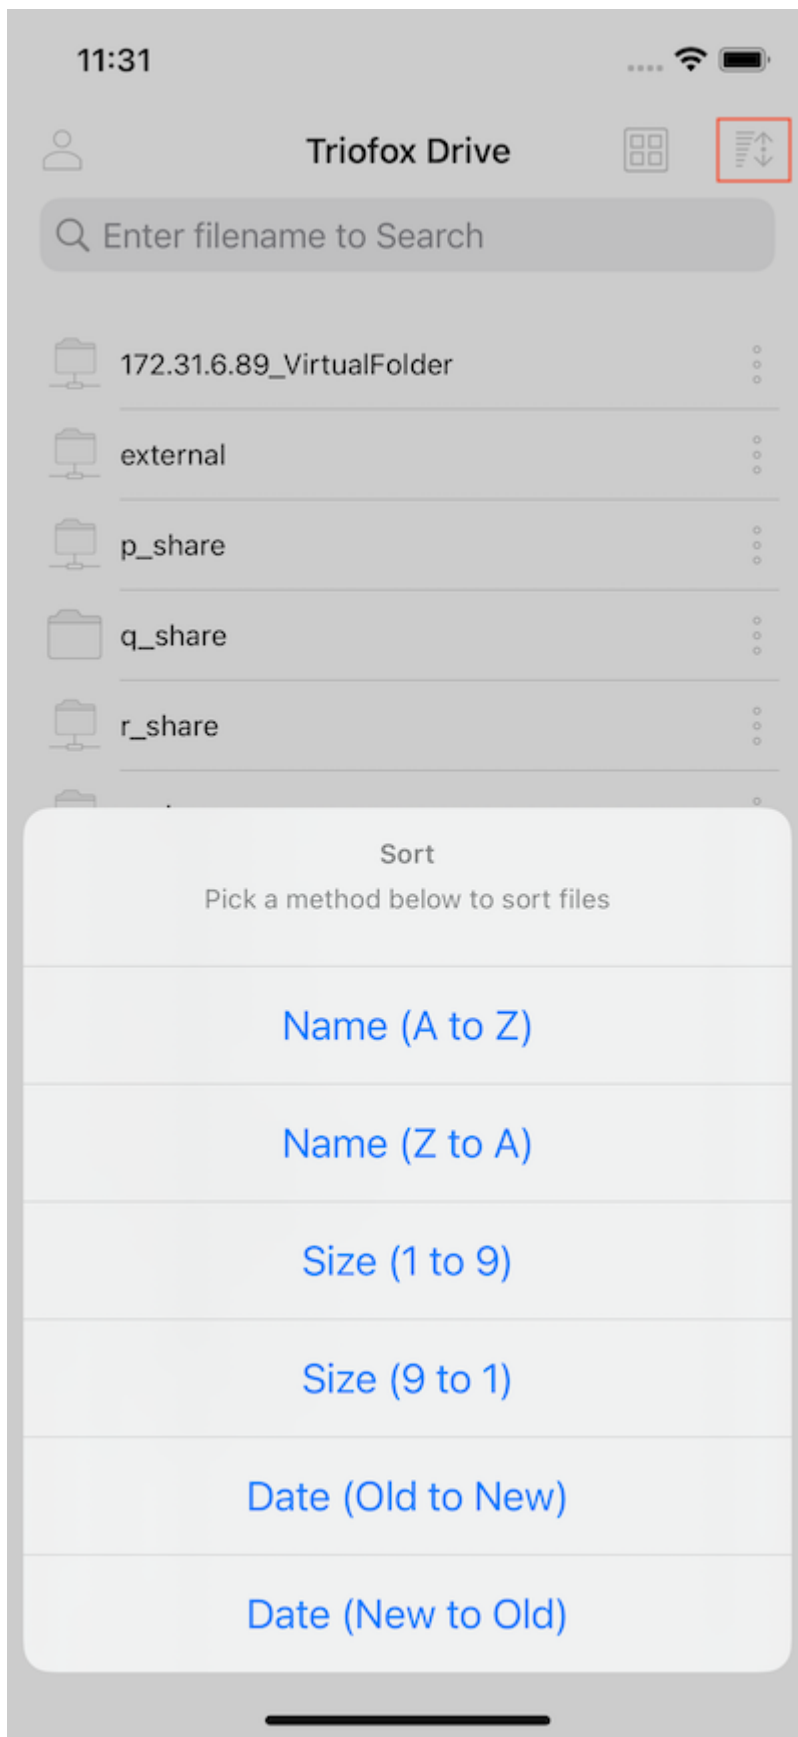 11:31
Triofox Drive
Enter filename to Search
172.31.6.89_VirtualFolder
external
p_share
q_share
r_share
Sort
Pick a method below to sort files
Name (A to Z)
Name (Z to A)
Size (1 to 9)
Size (9 to 1)
Date (Old to New)
Date (New to Old)